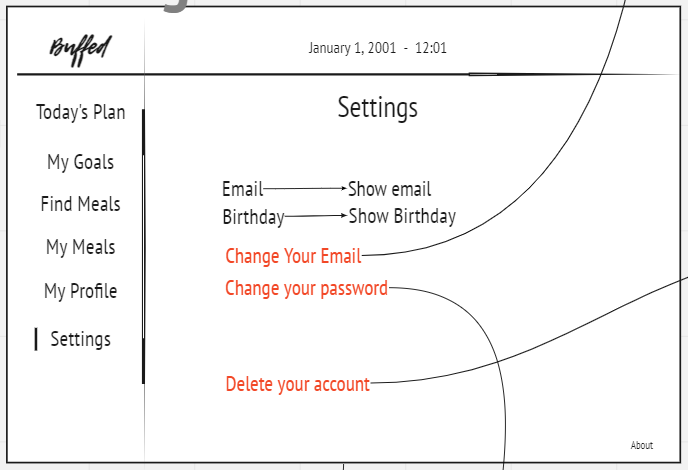 Buffed
January 1, 2001 - 12:01
Today's Plan
My Goals
Find Meals
My Meals
My Profile
Settings
Settings
Email Show email
Birthday Show Birthday
Change Your Email
Change your password
Delete your account
About